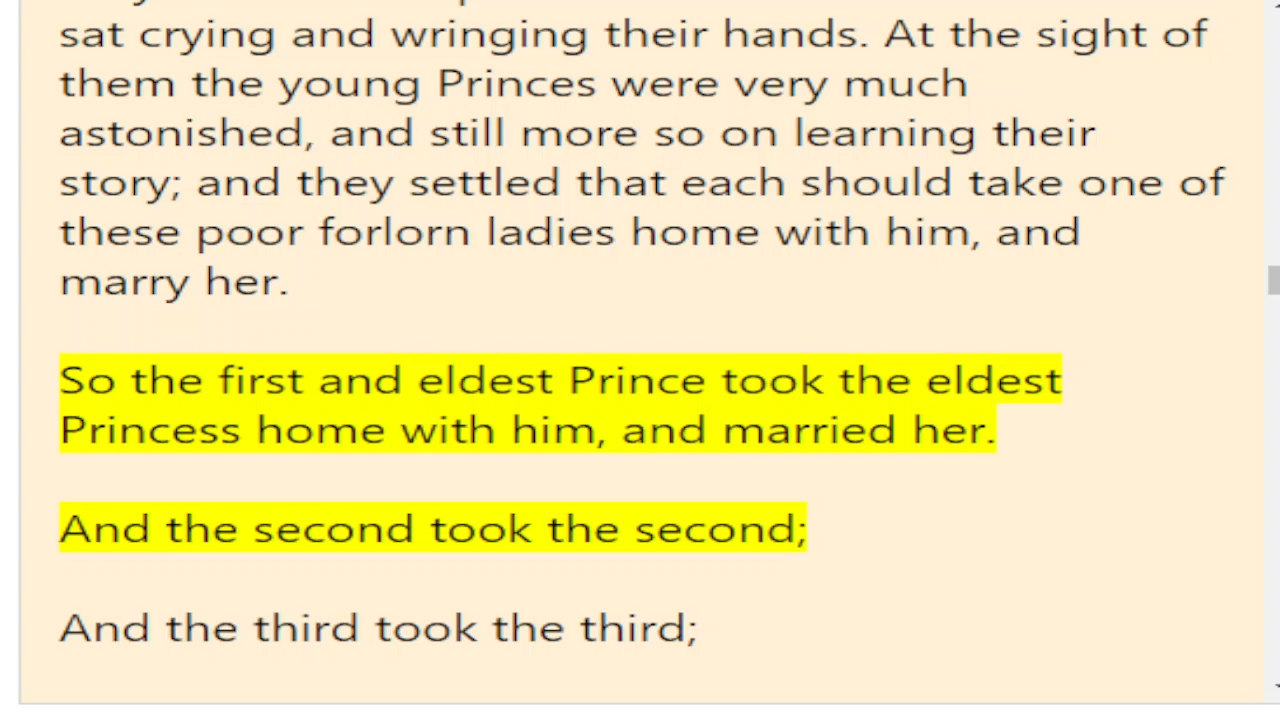 sat crying and wringing their hands. At the sight of
them the young Princes were very much
astonished, and still more so on learning their
story; and they settled that each should take one of
these poor forlorn ladies home with him, and
marry her.
So the first and eldest Prince took the eldest
Princess home with him, and married her.
And the second took the second;
And the third took the third;